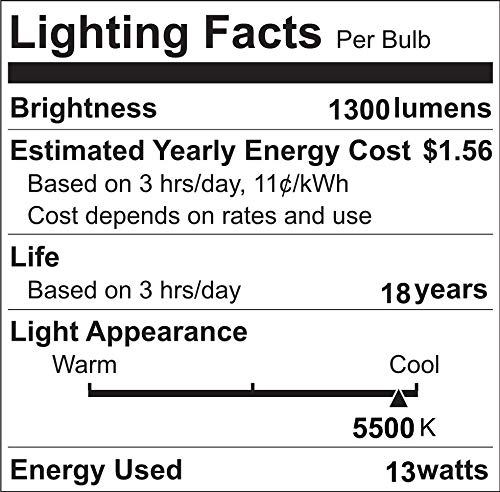 Lighting Facts Per Bulb
Brightness 1300 lumens
Estimated Yearly Energy Cost $1.56
Based on 3 hrs/day, 11¢/kWh
Cost depends on rates and use
Life
Based on 3 hrs/day 18 years
Light Appearance
Warm Cool
5500 K
Energy Used 13 watts